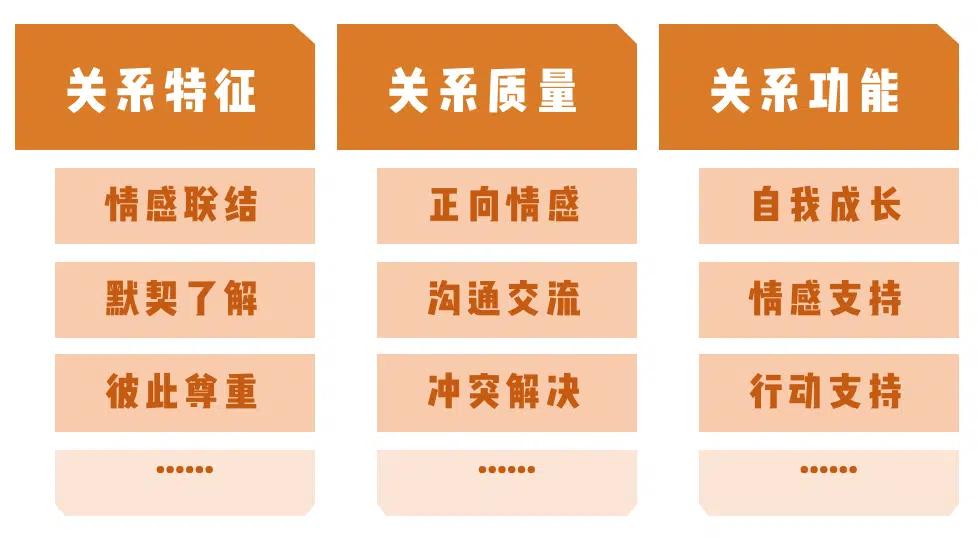 关系特征
情感联结
默契了解
彼此尊重
••••••
关系质量
正向情感
沟通交流
冲突解决
••••••
关系功能
自我成长
情感支持
行动支持
••••••